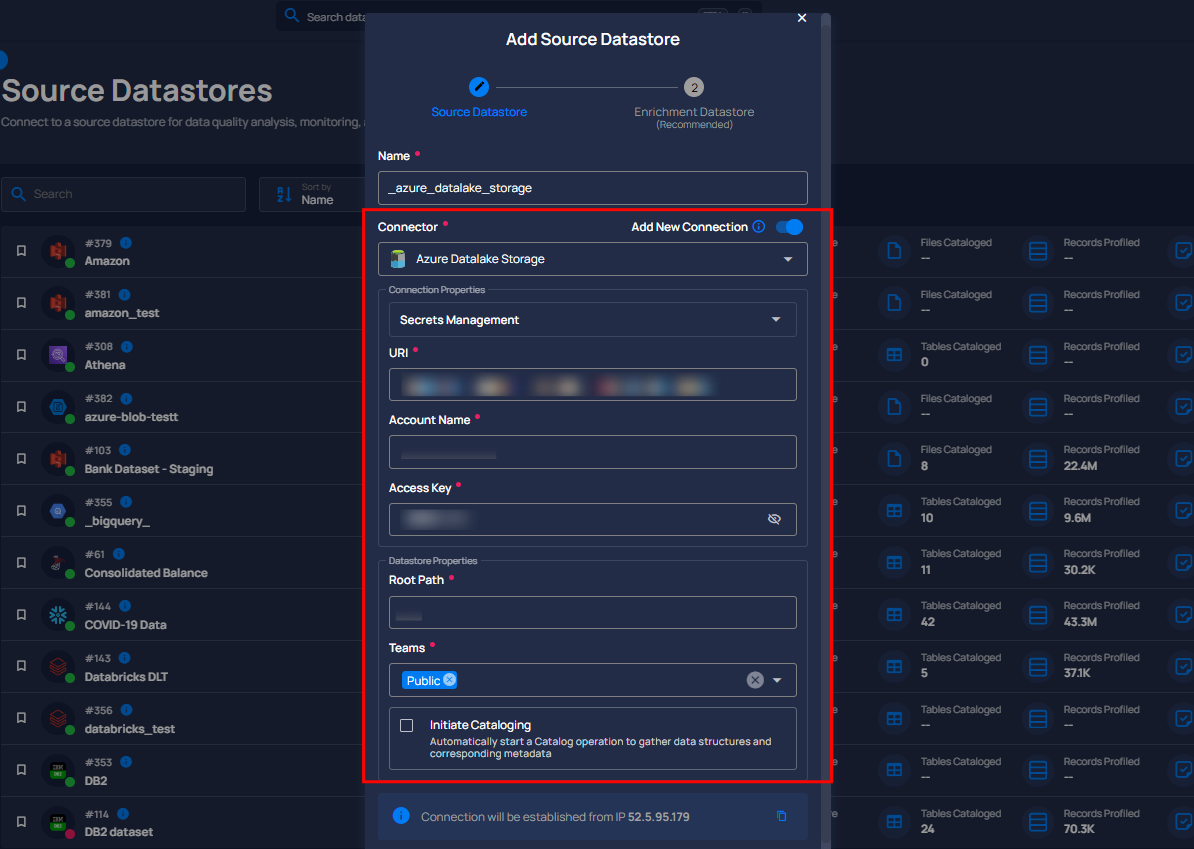 Search data
Add Source Datastore
2
Source Datastore
Enrichment Datastore
(Recommended)
Source Datastores
Connect to a source datastore for data quality analysis, monitoring,
Search
Sort by
Name
Name *
_azure_datalake_storage
Connector *
Add New Connection
Azure Datalake Storage
Connection Properties
Secrets Management
URI *
Account Name *
Access Key *
Datastore Properties
Root Path *
Teams *
Public
Initiate Cataloging
Automatically start a Catalog operation to gather data structures and
corresponding metadata
Connection will be established from IP 52.5.95.179
#379
Amazon
Files Cataloged
--
Records Profiled
--
#381
amazon_test
Files Cataloged
--
Records Profiled
--
#308
Athena
Tables Cataloged
0
Records Profiled
--
#382
azure-blob-testt
Files Cataloged
--
Records Profiled
--
#103
Bank Dataset - Staging
Files Cataloged
8
Records Profiled
22.4M
#355
_bigquery_
Tables Cataloged
10
Records Profiled
9.6M
#61
Consolidated Balance
Tables Cataloged
11
Records Profiled
30.2K
#144
COVID-19 Data
Tables Cataloged
42
Records Profiled
43.3M
#143
Databricks DLT
Tables Cataloged
5
Records Profiled
37.1K
#356
databricks_test
Tables Cataloged
--
Records Profiled
--
#353
DB2
Tables Cataloged
--
Records Profiled
--
#114
DB2 dataset
Tables Cataloged
24
Records Profiled
70.3K